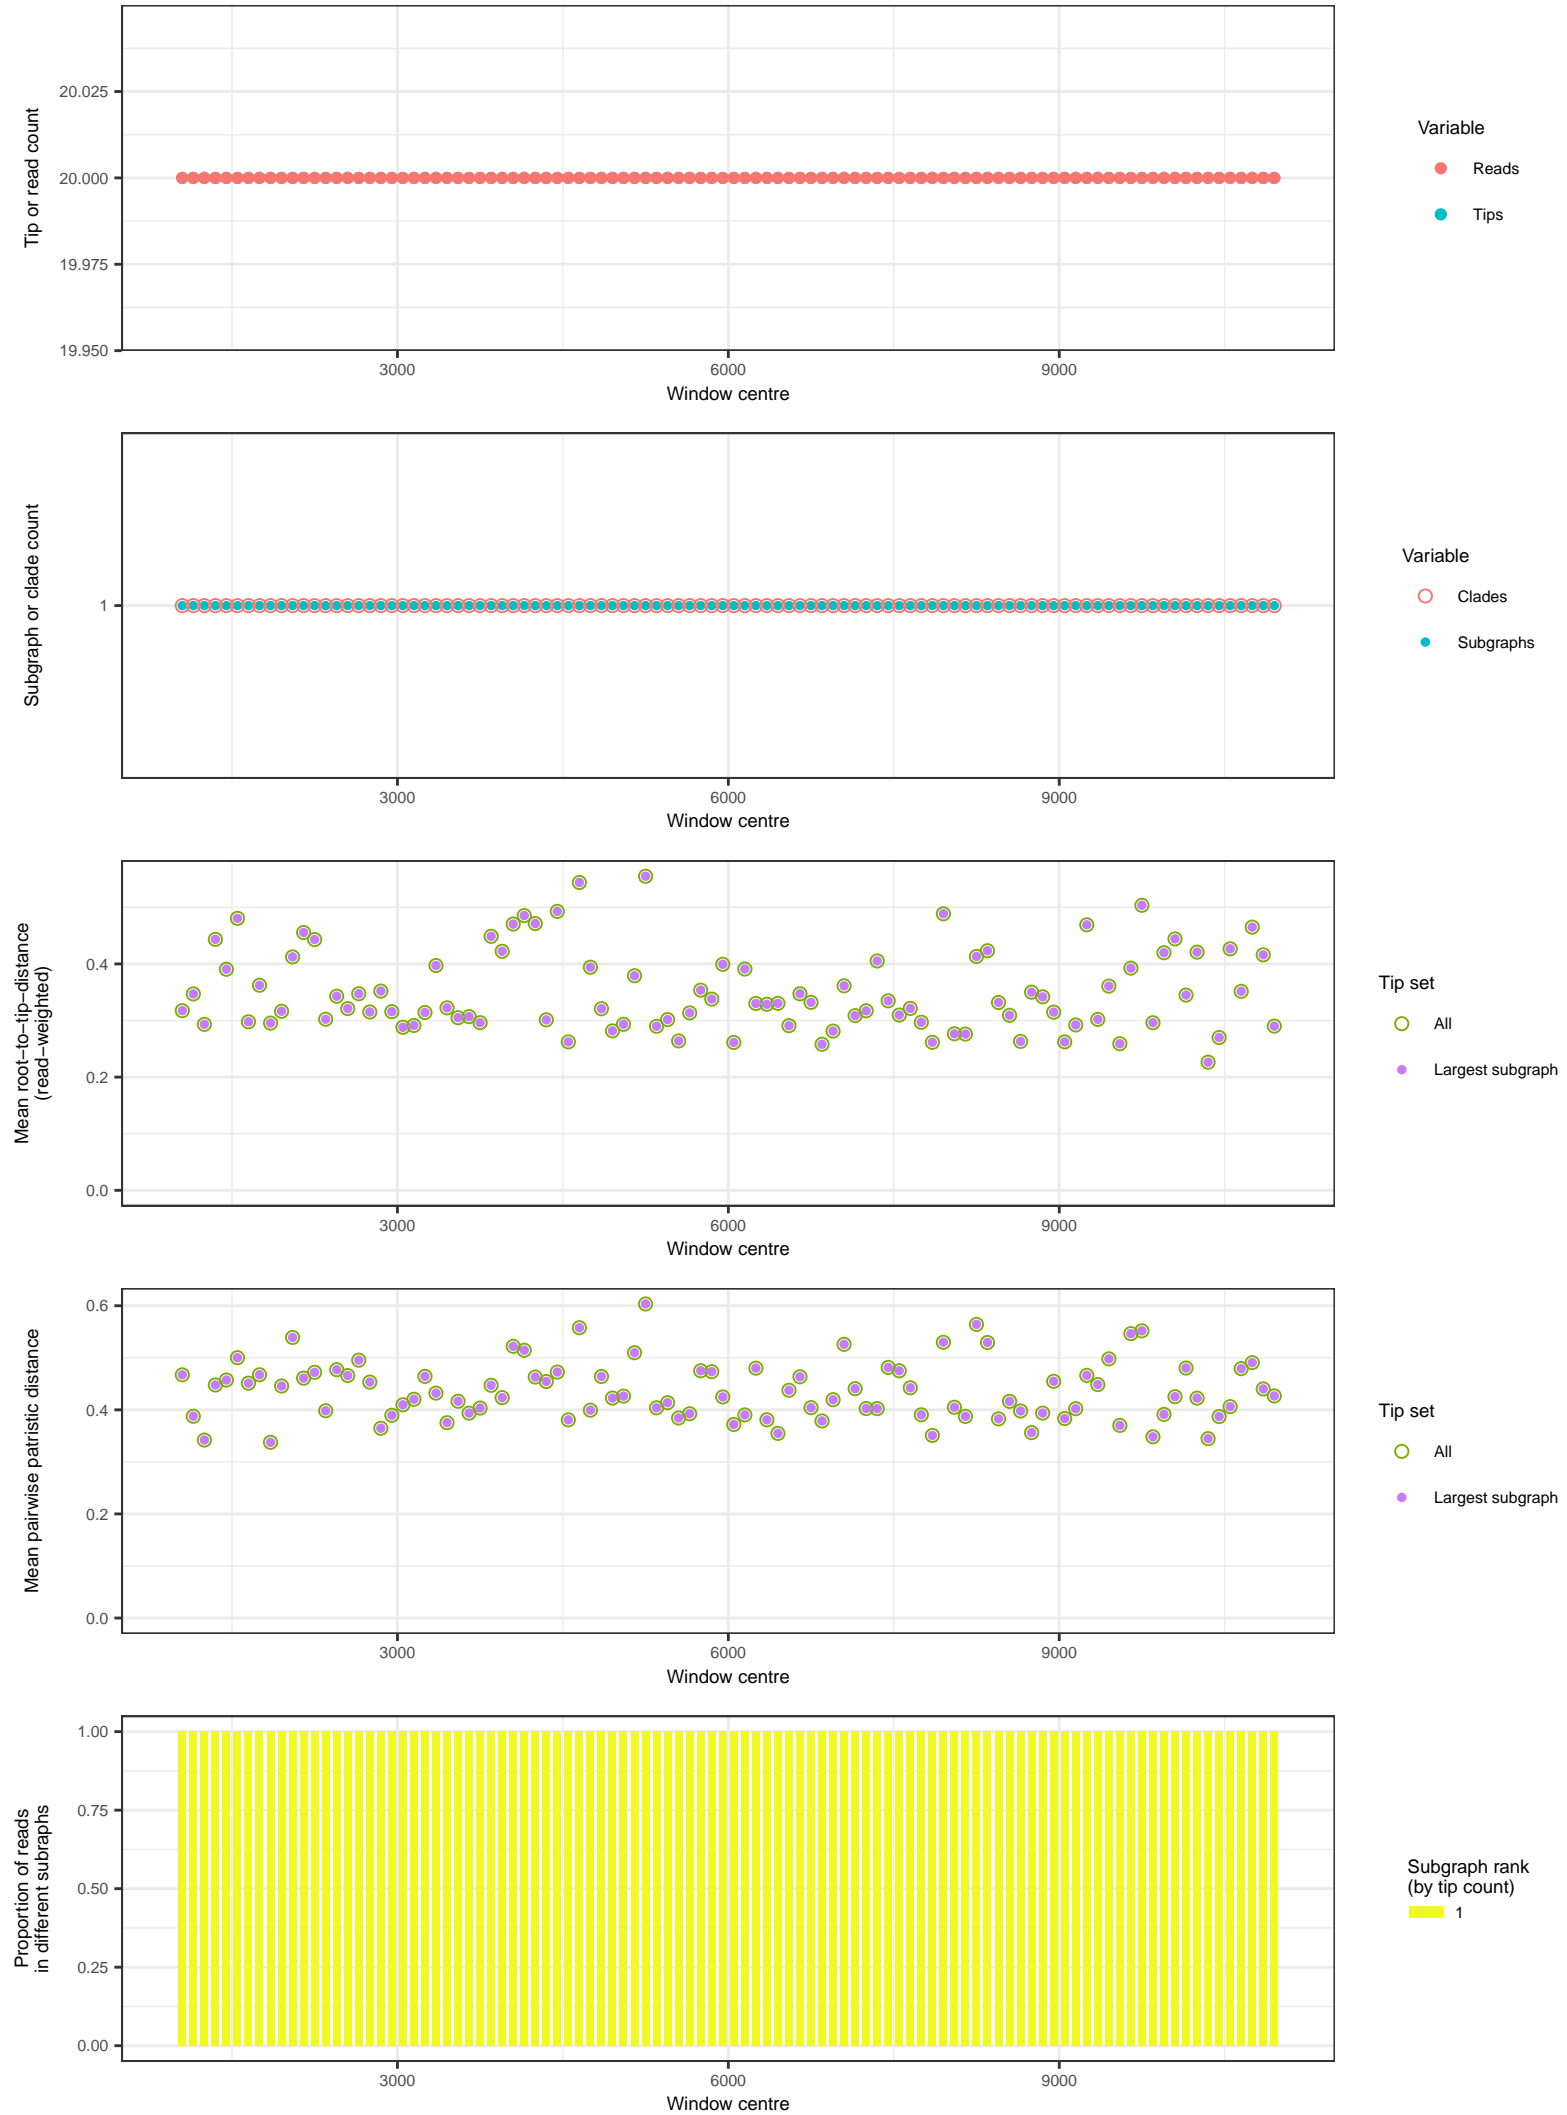 Tip or read count
20.025
20.000
19.975
19.950
3000
6000
9000
Window centre
Variable
Reads
Tips
Subgraph or clade count
1
3000
6000
9000
Window centre
Variable
Clades
Subgraphs
Mean root−to−tip−distance
(read−weighted)
0.4
0.2
0.0
3000
6000
9000
Window centre
Tip set
All
Largest subgraph
Mean pairwise patristic distance
0.6
0.4
0.2
0.0
3000
6000
9000
Window centre
Tip set
All
Largest subgraph
Proportion of reads
in different subraphs
1.00
0.75
0.50
0.25
0.00
3000
6000
9000
Window centre
Subgraph rank
(by tip count)
1